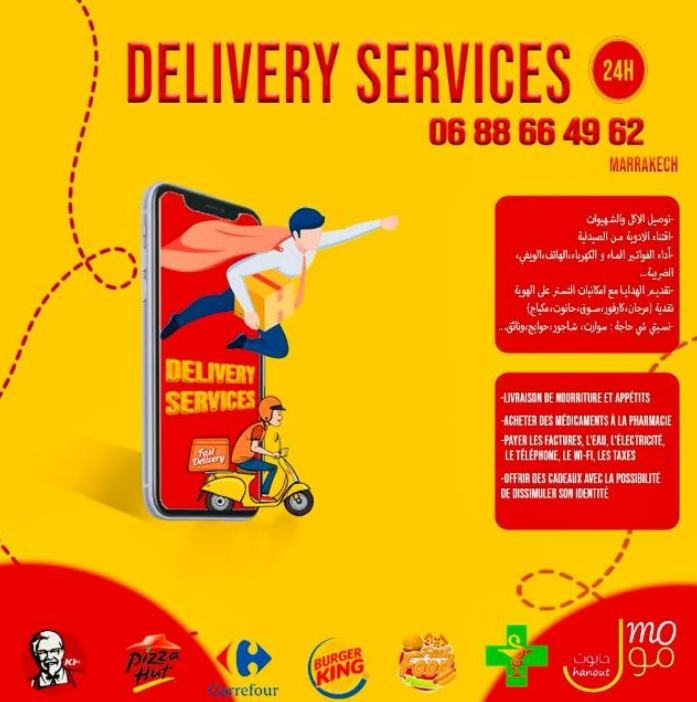 DELIVERY SERVICES 24H
06 88 66 49 62
MARRAKECH
-توصيل الاكل والشهيوات
-اقتناء الادوية من الصيدلية
-أداء الفواتير الماء و الكهرباء،الهاتف،الويفي،
الضريبة...
-تقديم الهدايا مع امكانيات التستر على الهوية
نقدية (مرجان،كارفور،سوق،حانوت،مكياج)
-نسيتي شي حاجة : سوارت، شاجور،حوايج،وثائق...
DELIVERY
SERVICES
Fast
Delivery
-LIVRAISON DE NOURRITURE ET APPÉTITS
-ACHETER DES MÉDICAMENTS À LA PHARMACIE
-PAYER LES FACTURES, L'EAU, L'ÉLECTRICITÉ,
LE TÉLÉPHONE, LE WI-FI, LES TAXES
-OFFRIR DES CADEAUX AVEC LA POSSIBILITÉ
DE DISSIMULER SON IDENTITÉ
KFC
Pizza
Hut
Carrefour
BURGER
KING
Food
حانوت
hanout
mo
مو